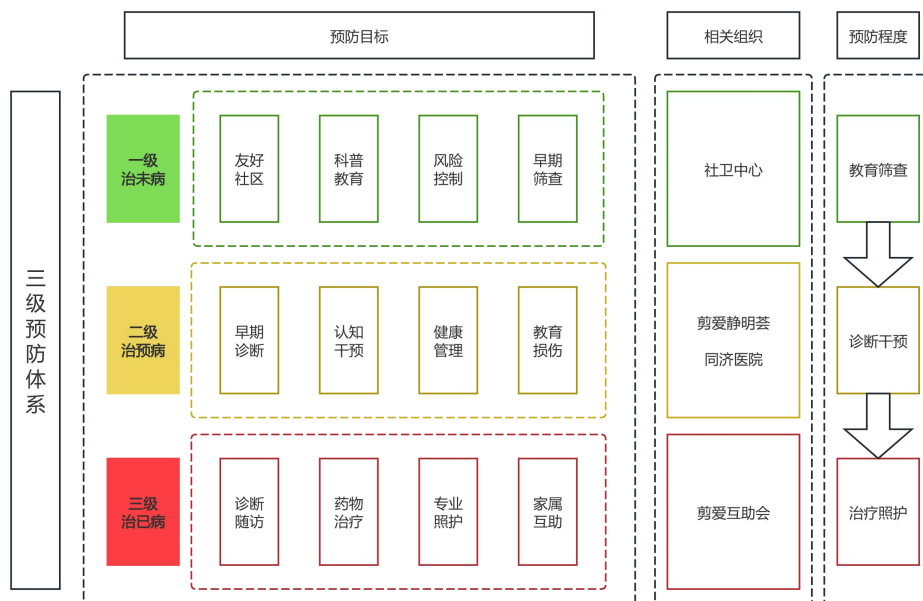 预防目标
相关组织
预防程度
三级预防体系
一级
治未病
友好
社区
科普
教育
风险
控制
早期
筛查
社卫中心
教育筛查
二级
治预病
早期
诊断
认知
干预
健康
管理
教育
损伤
剪爱静明荟
同济医院
诊断干预
三级
治已病
诊断
随访
药物
治疗
专业
照护
家属
互助
剪爱互助会
治疗照护